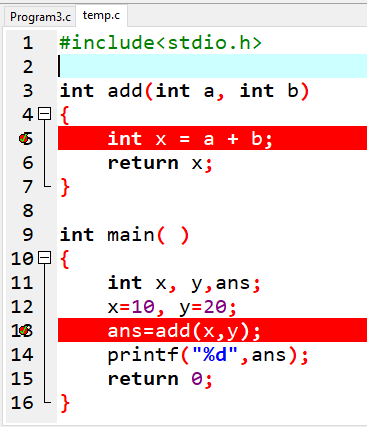 Program3.c temp.c
1 #include<stdio.h>
2
3 int add(int a, int b)
4 {
5 int x = a + b;
6 return x;
7 }
8
9 int main( )
10 {
11 int x, y,ans;
12 x=10, y=20;
13 ans=add(x,y);
14 printf("%d",ans);
15 return 0;
16 }